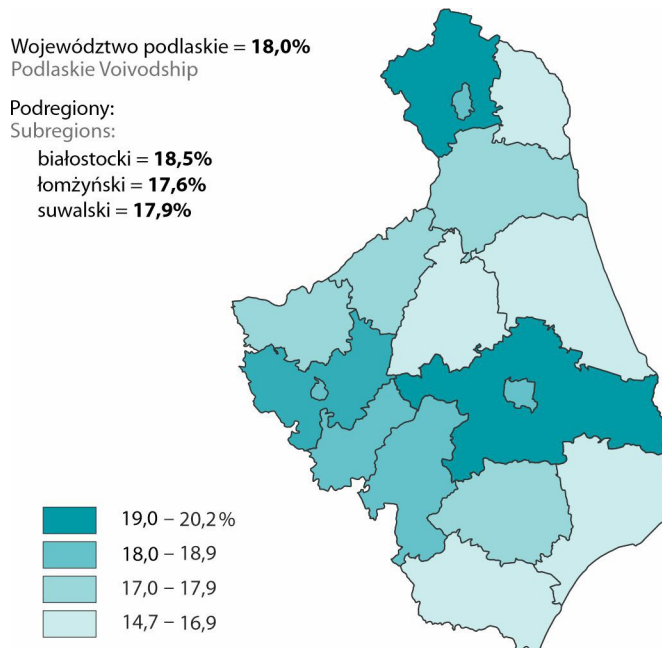 Województwo podlaskie = 18,0%
Podlaskie Voivodship
Podregiony:
Subregions:
białostocki = 18,5%
łomżyński = 17,6%
suwalski = 17,9%
19,0 – 20,2%
18,0 – 18,9
17,0 – 17,9
14,7 – 16,9